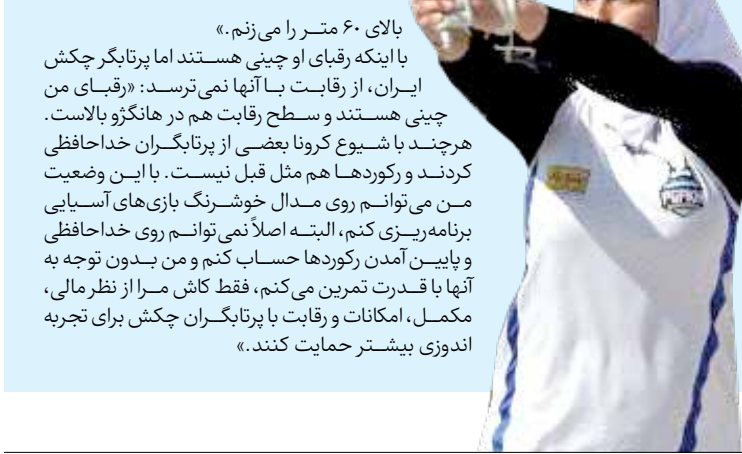 بالای ۶۰ متر را می‌زنم.»
با اینکه رقبای او چینی هستند اما پرتابگر چکش
ایران، از رقابت با آنها نمی‌ترسد: «رقبای من
چینی هستند و سطح رقابت هم در هانگژو بالاست.
هرچند با شیوع کرونا بعضی از پرتابگران خداحافظی
کردند و رکوردها هم مثل قبل نیست. با این وضعیت
من می‌توانم روی مدال خوشرنگ بازی‌های آسیایی
برنامه‌ریزی کنم، البته اصلاً نمی‌توانم روی خداحافظی
و پایین آمدن رکوردها حساب کنم و من بدون توجه به
آنها با قدرت تمرین می‌کنم، فقط کاش مرا از نظر مالی،
مکمل، امکانات و رقابت با پرتابگران چکش برای تجربه
اندوزی بیشتر حمایت کنند.»